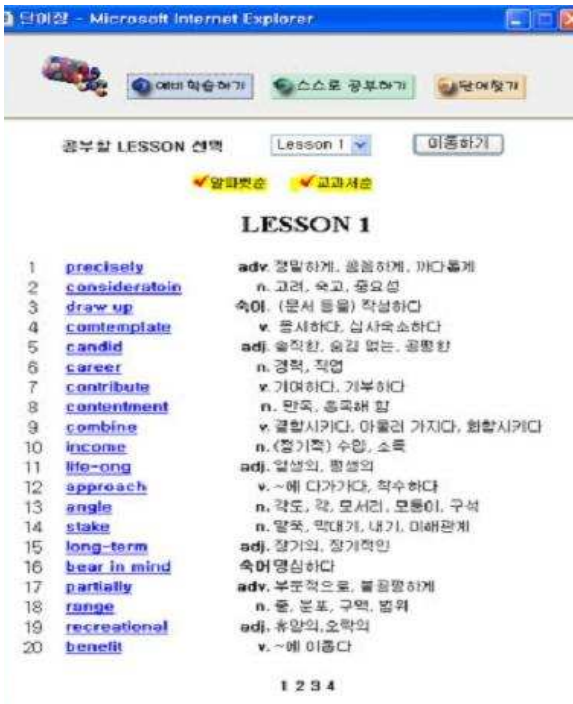 단어장 - Microsoft Internet Explorer
예비 학습하기 스스로 공부하기 단어찾기
공부할 LESSON 선택 Lesson 1 이동하기
알파벳순 교과서순
LESSON 1
1 precisely adv. 정밀하게, 꼼꼼하게, 까다롭게
2 consideratoin n. 고려, 숙고, 중요성
3 draw up 숙어. (문서 등을) 작성하다
4 comtemplate v. 응시하다, 심사숙소하다
5 candid adj. 솔직한, 숨김 없는, 공평한
6 career n. 경력, 직업
7 contribute v. 기여하다, 기부하다
8 contentment n. 만족, 흡족해 함
9 combine v. 결합시키다, 아울러 가지다, 화합시키다
10 income n. (정기적) 수입, 소득
11 life-ong adj. 일생의, 평생의
12 approach v. ~에 다가가다, 착수하다
13 angle n. 각도, 각, 모서리, 모퉁이, 구석
14 stake n. 말뚝, 막대기, 내기, 이해관계
15 long-term adj. 장기의, 장기적인
16 bear in mind 숙어 명심하다
17 partially adv. 부분적으로, 불공평하게
18 range n. 줄, 분포, 구역, 범위
19 recreational adj. 휴양의,오락의
20 benefit v. ~에 이롭다
1 2 3 4